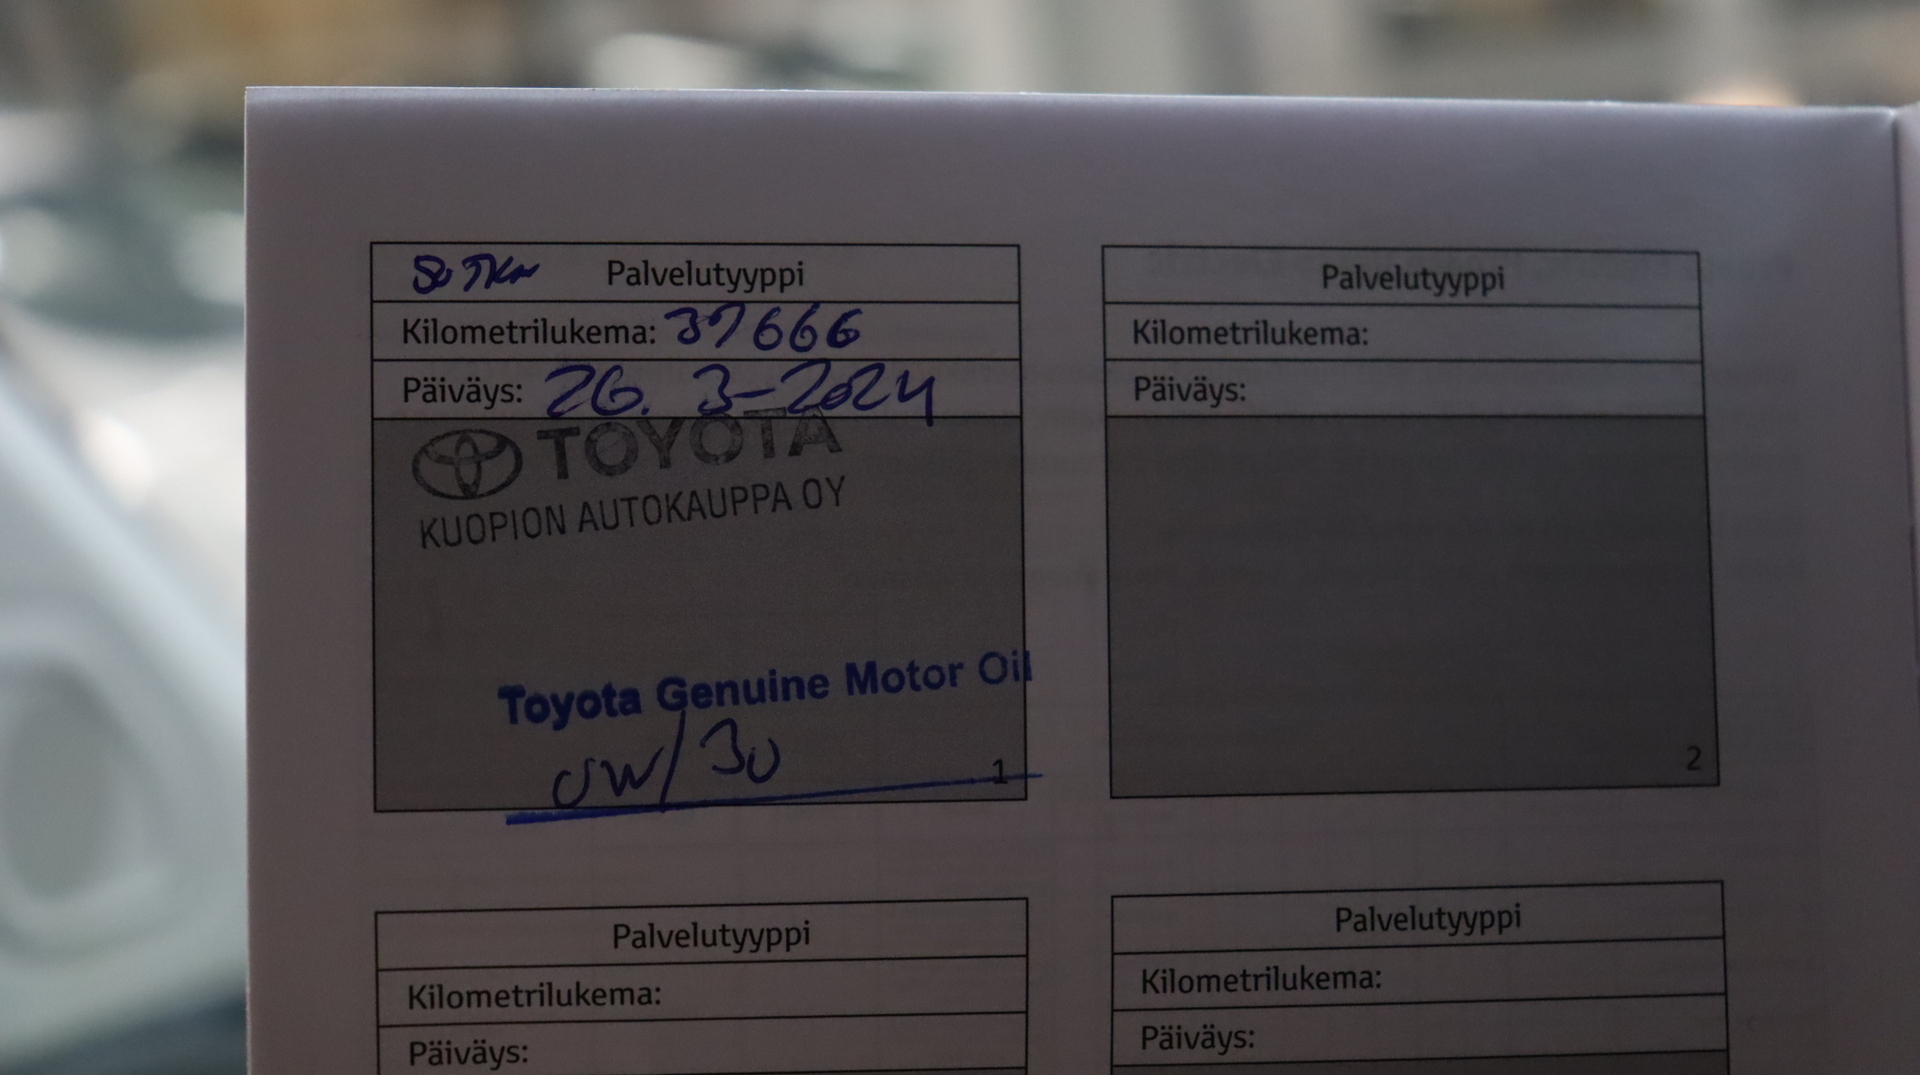 Palvelutyyppi
Kilometrilukema: 37666
Päiväys: 26. 3-2024
TOYOTA
KUOPION AUTOKAUPPA OY
Toyota Genuine Motor Oil
0W/30
1
Palvelutyyppi
Kilometrilukema:
Päiväys:
2
Palvelutyyppi
Kilometrilukema:
Päiväys:
Palvelutyyppi
Kilometrilukema:
Päiväys: